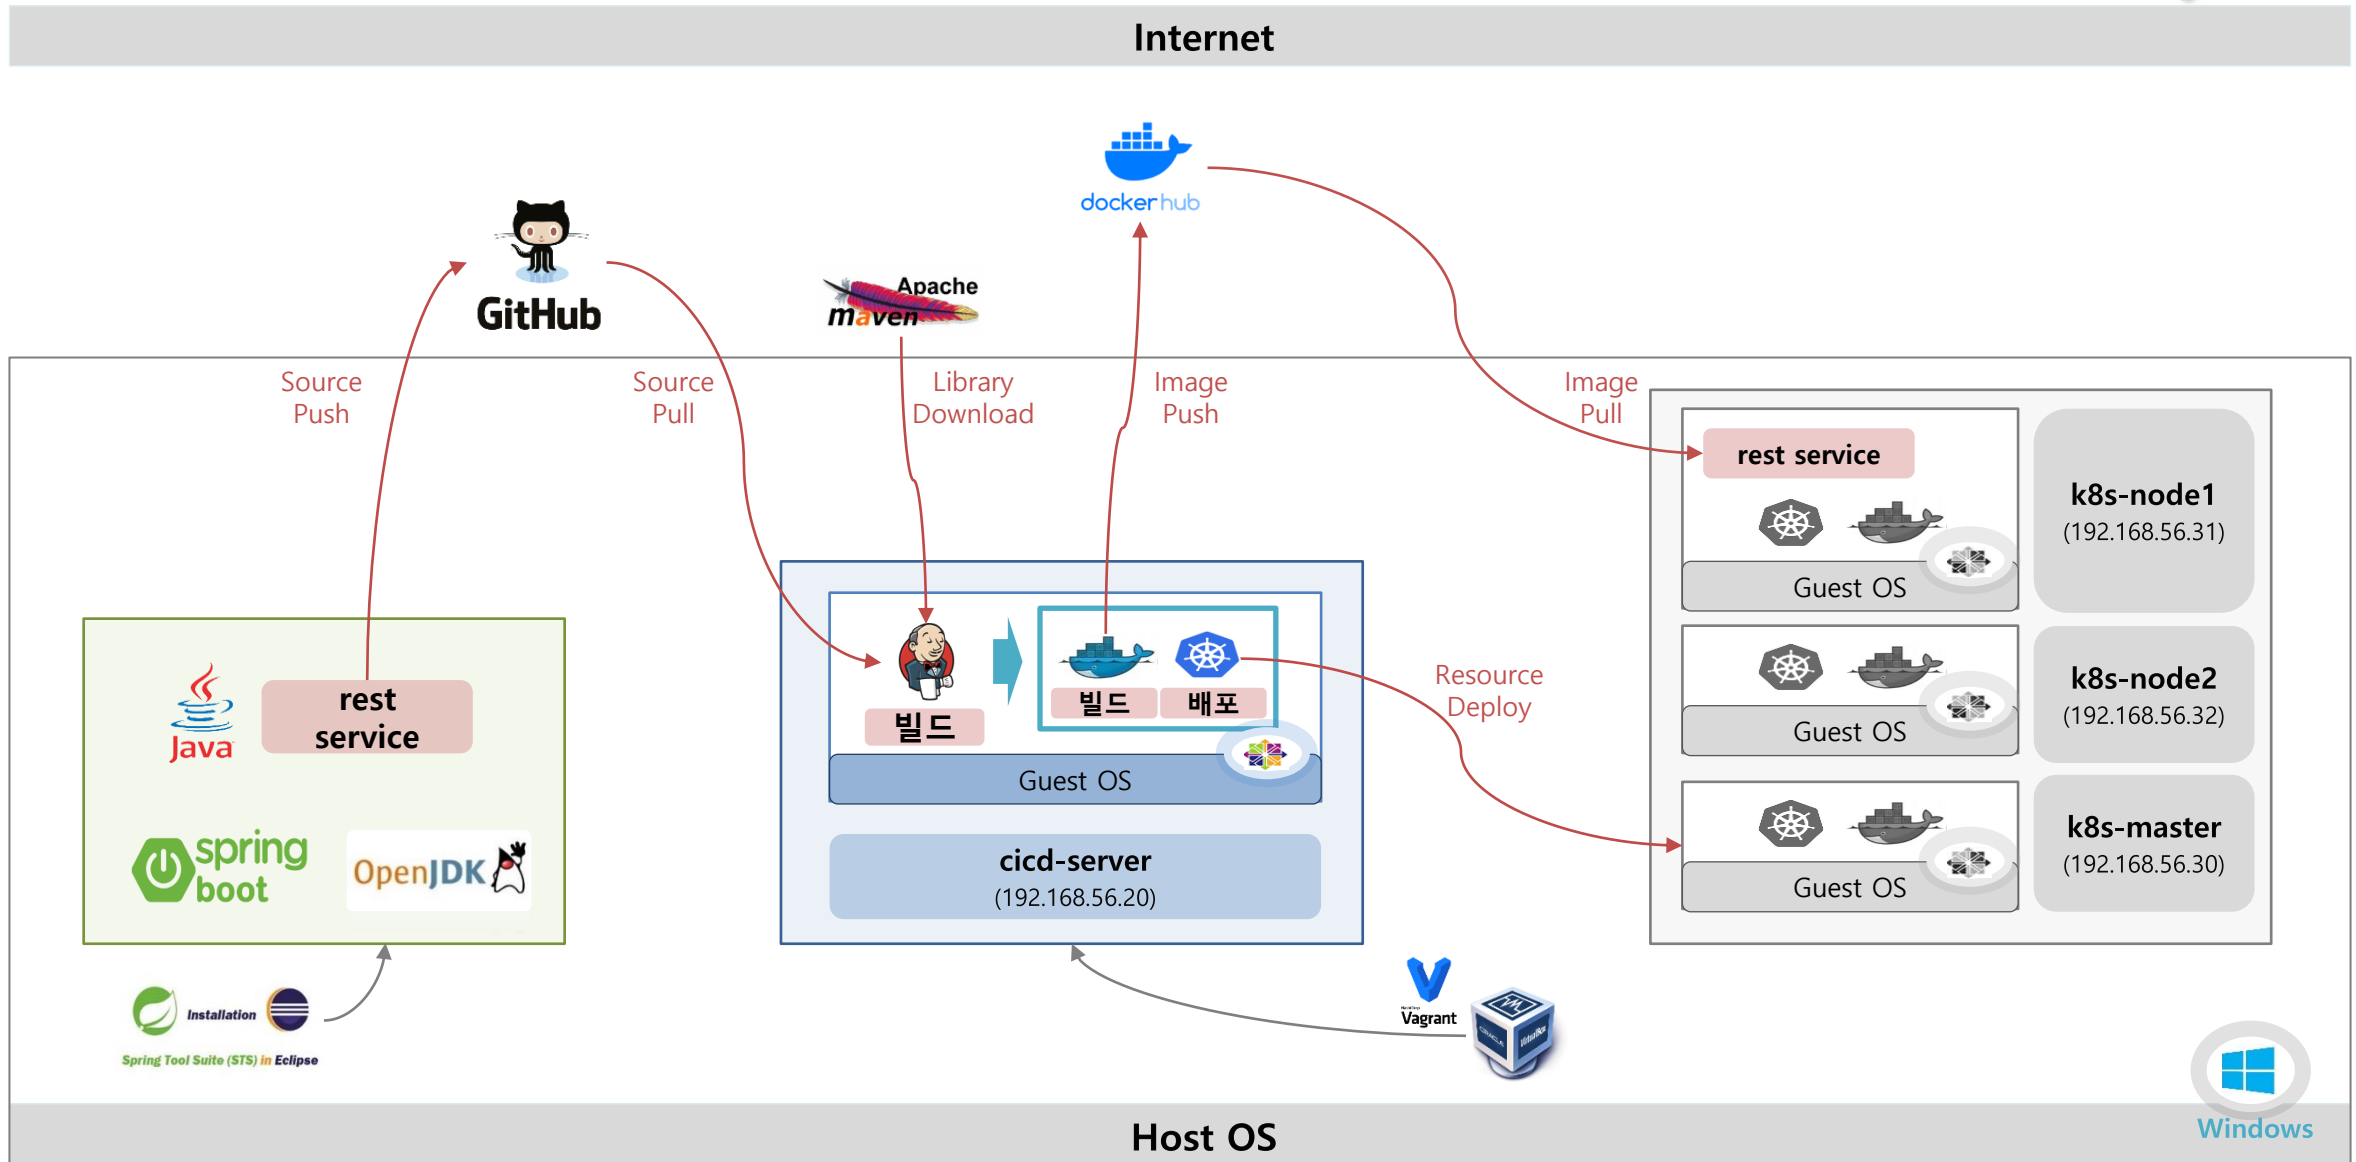 Internet
dockerhub
GitHub
Apache
maven
Source
Push
Source
Pull
Library
Download
Image
Push
Image
Pull
rest service
k8s-node1
(192.168.56.31)
Guest OS
Java
rest
service
spring
boot
OpenJDK
빌드
빌드
배포
Guest OS
cicd-server
(192.168.56.20)
Resource
Deploy
k8s-node2
(192.168.56.32)
Guest OS
k8s-master
(192.168.56.30)
Guest OS
Installation
Spring Tool Suite (STS) in Eclipse
Vagrant
VirtualBox
Windows
Host OS